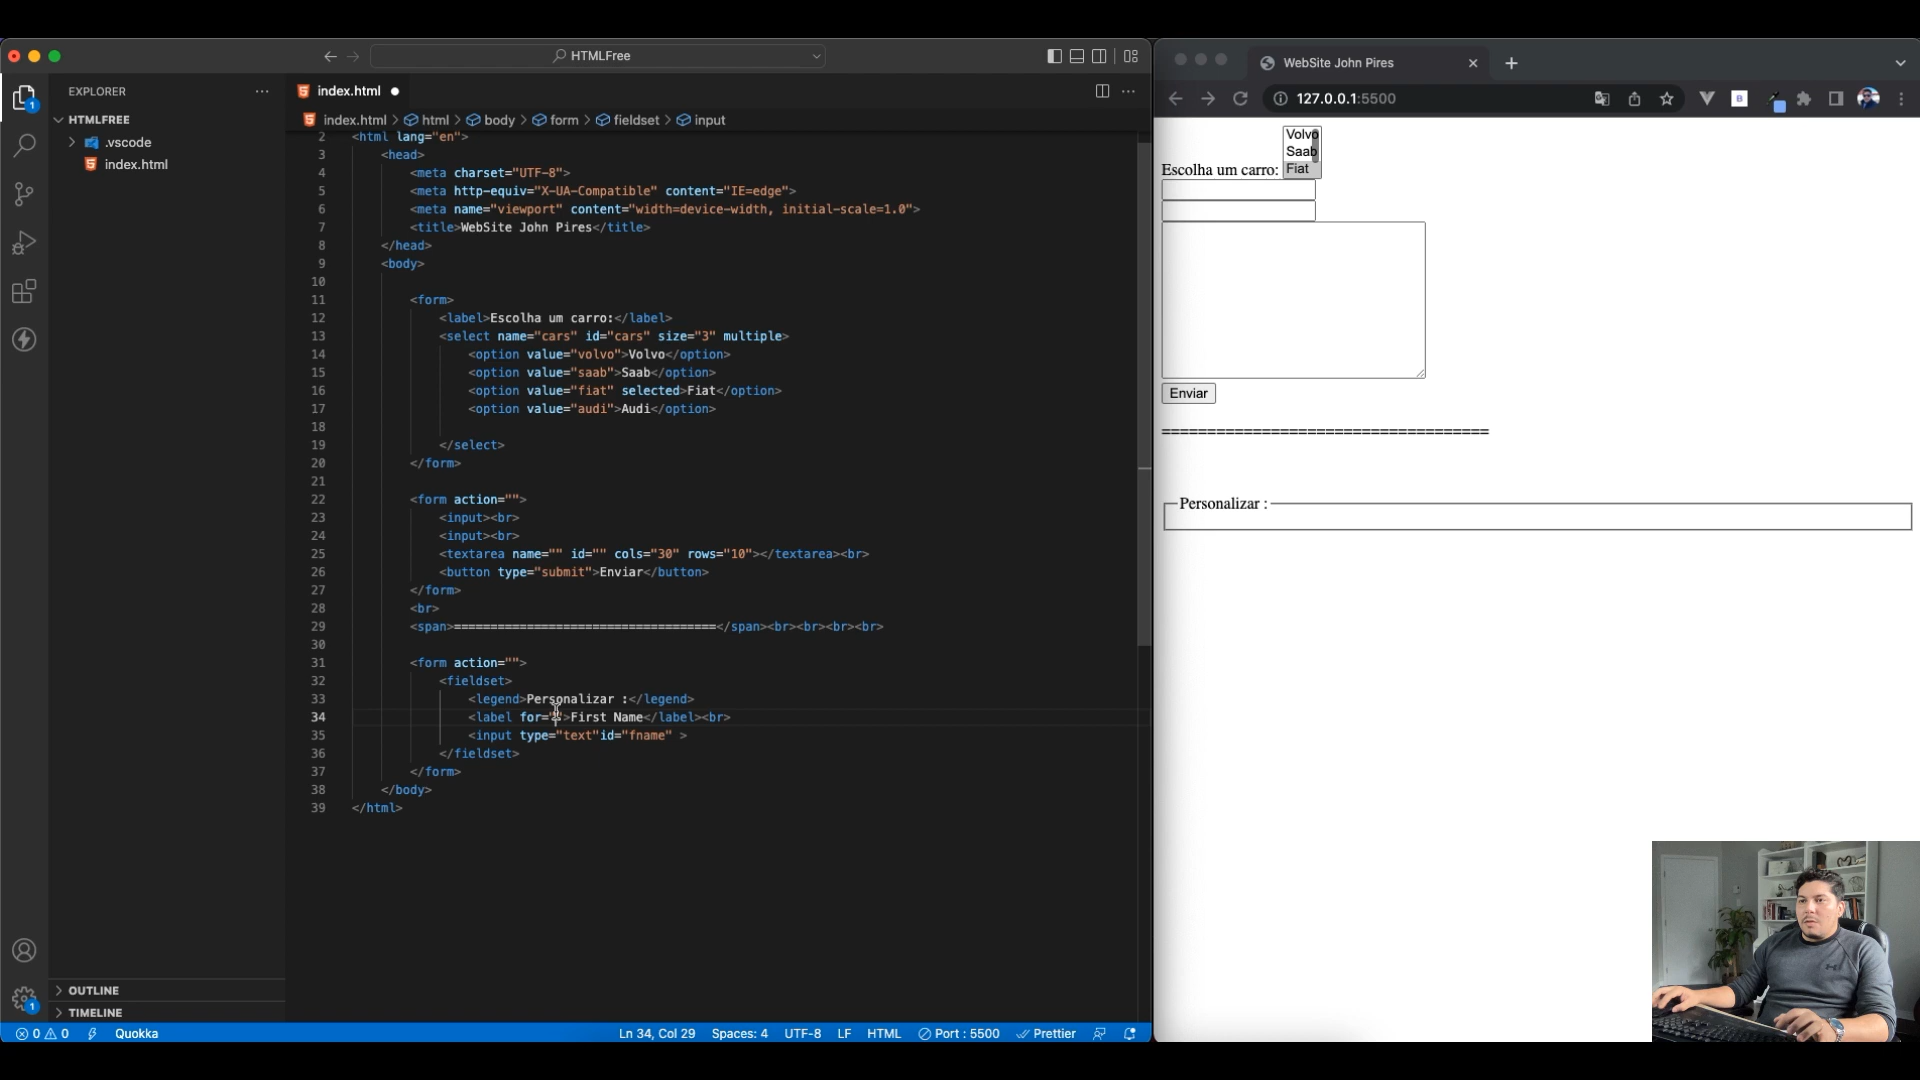 HTMLFree
EXPLORER
HTMLFREE
.vscode
index.html
OUTLINE
TIMELINE
index.html
index.html > html > body > form > fieldset > input
2 <html lang="en">
3 <head>
4 <meta charset="UTF-8">
5 <meta http-equiv="X-UA-Compatible" content="IE=edge">
6 <meta name="viewport" content="width=device-width, initial-scale=1.0">
7 <title>WebSite John Pires</title>
8 </head>
9 <body>
10
11 <form>
12 <label>Escolha um carro:</label>
13 <select name="cars" id="cars" size="3" multiple>
14 <option value="volvo">Volvo</option>
15 <option value="saab">Saab</option>
16 <option value="fiat" selected>Fiat</option>
17 <option value="audi">Audi</option>
18
19 </select>
20 </form>
21
22 <form action="">
23 <input><br>
24 <input><br>
25 <textarea name="" id="" cols="30" rows="10"></textarea><br>
26 <button type="submit">Enviar</button>
27 </form>
28 <br>
29 <span>====================================</span><br><br><br><br>
30
31 <form action="">
32 <fieldset>
33 <legend>Personalizar :</legend>
34 <label for="">First Name</label><br>
35 <input type="text"id="fname" >
36 </fieldset>
37 </form>
38 </body>
39 </html>
0 0 Quokka Ln 34, Col 29 Spaces: 4 UTF-8 LF HTML Port : 5500 Prettier
WebSite John Pires
127.0.0.1:5500
Volvo
Saab
Escolha um carro: Fiat
Enviar
====================================
Personalizar :